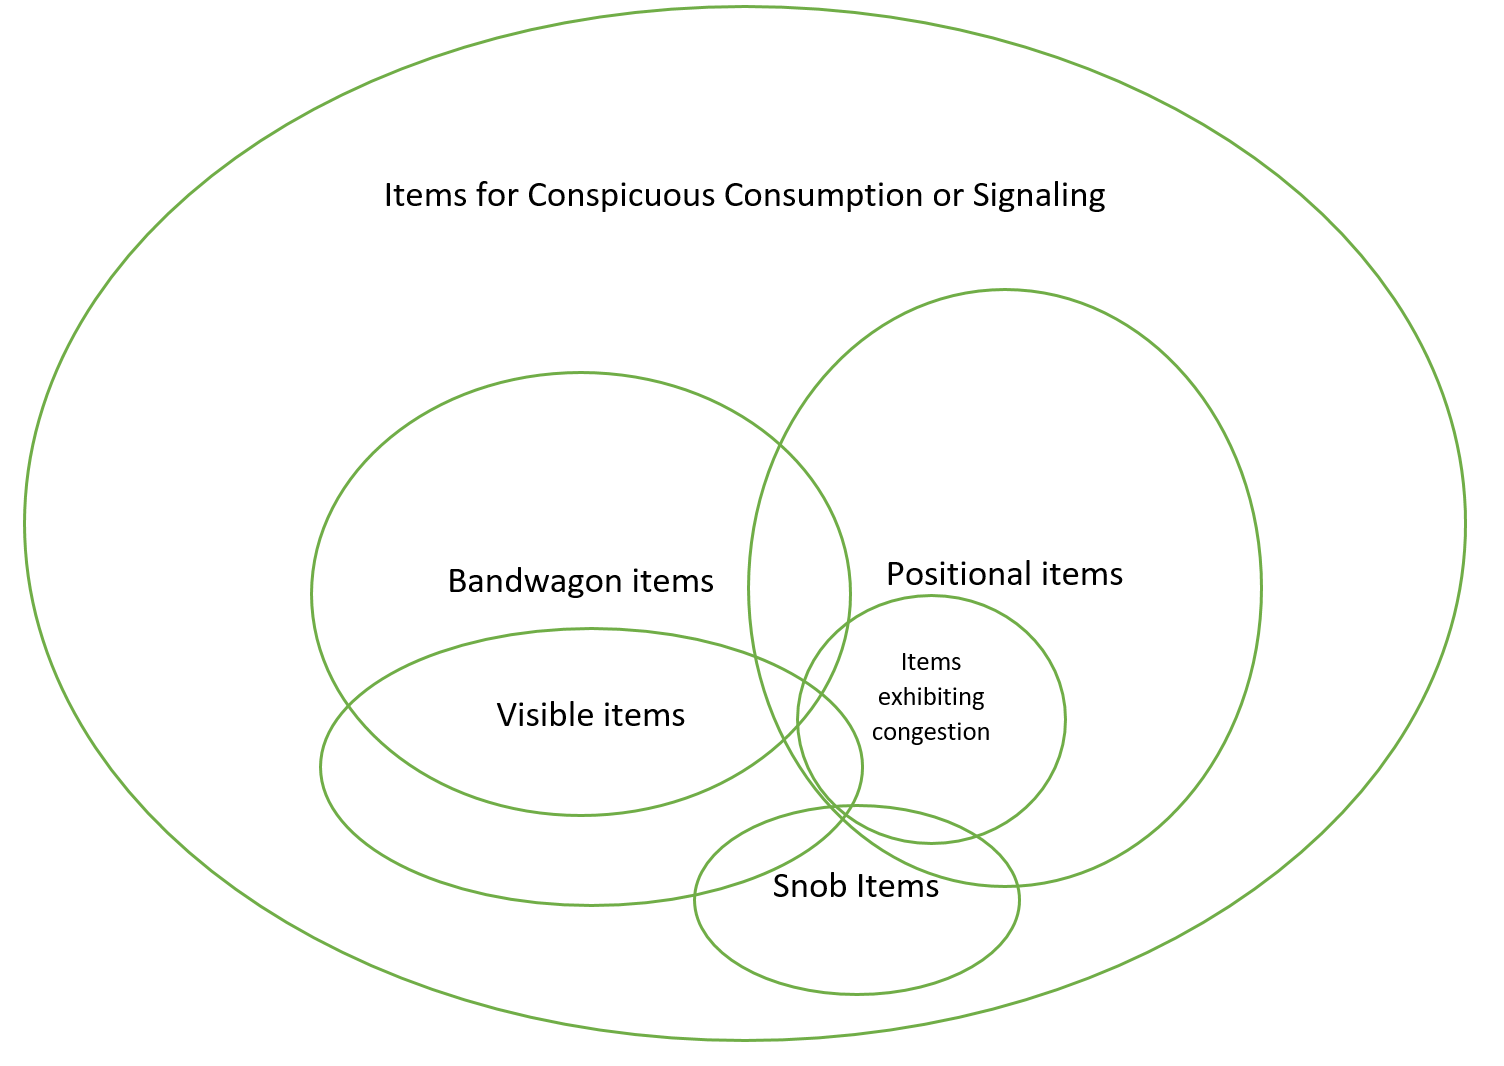 Items for Conspicuous Consumption or Signaling
Bandwagon items
Positional items
Items
exhibiting
congestion
Visible items
Snob Items